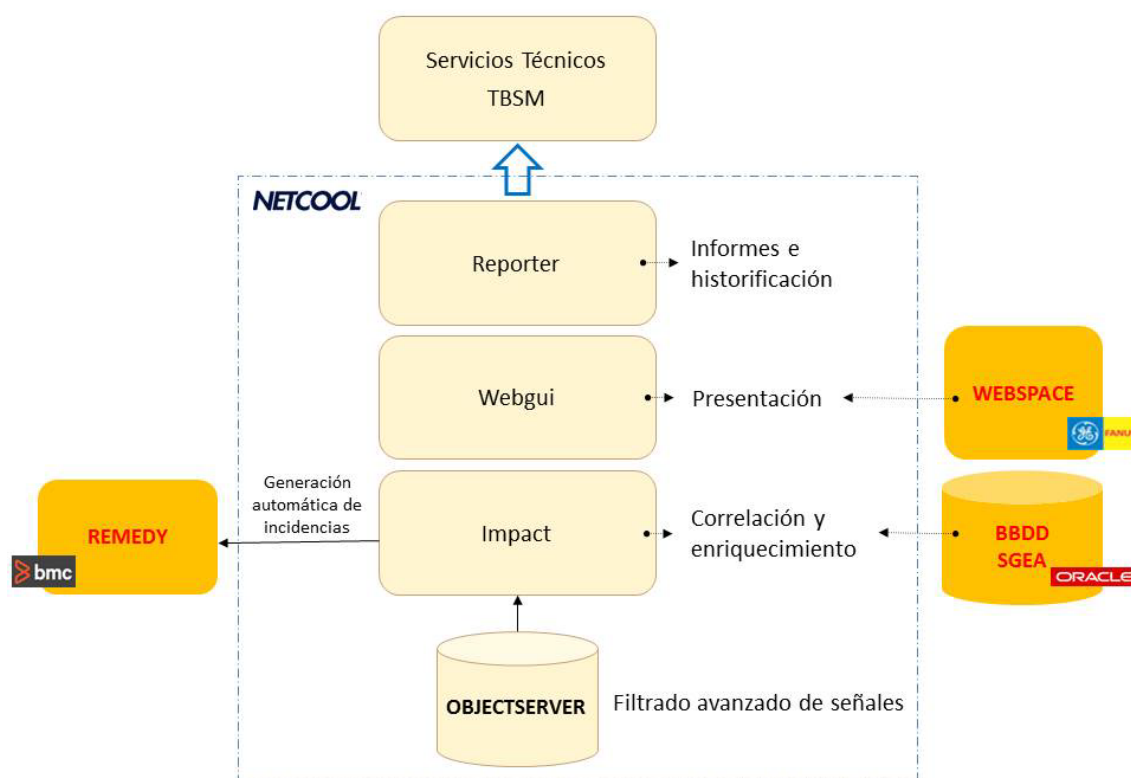 Servicios Técnicos
TBSM
NETCOOL
Reporter
Informes e
historificación
Webgui
Presentación
WEBSPACE
FANU
Generación
automática de
incidencias
REMEDY
bmc
Impact
Correlación y
enriquecimiento
BBDD
SGEA
ORACLE
OBJECTSERVER
Filtrado avanzado de señales